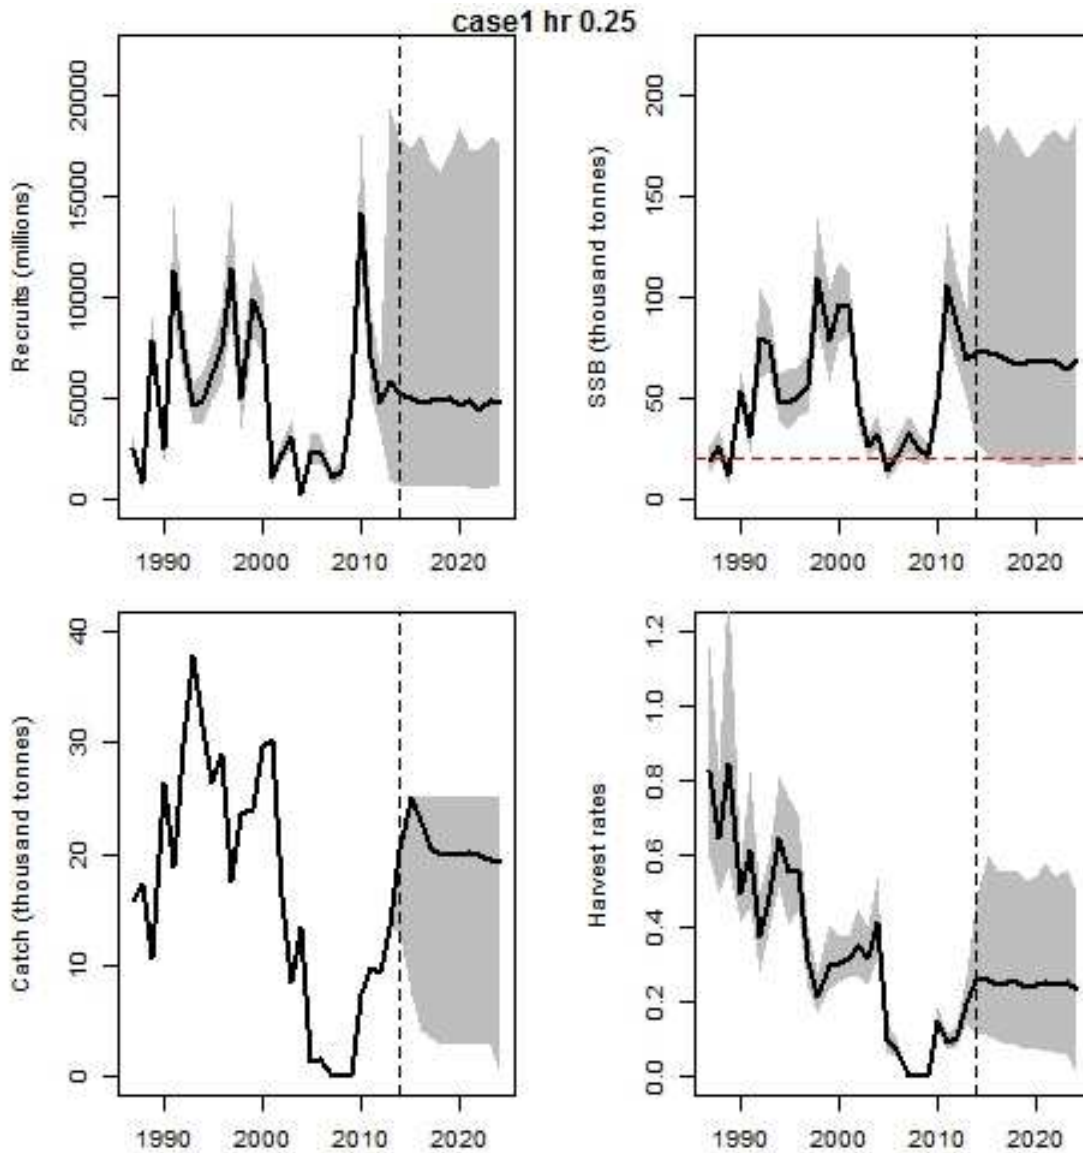 case1 hr 0.25
Recruits (millions)
20000
15000
10000
5000
0
1990 2000 2010 2020
SSB (thousand tonnes)
200
150
100
50
0
1990 2000 2010 2020
Catch (thousand tonnes)
40
30
20
10
0
1990 2000 2010 2020
Harvest rates
1.2
1.0
0.8
0.6
0.4
0.2
0.0
1990 2000 2010 2020